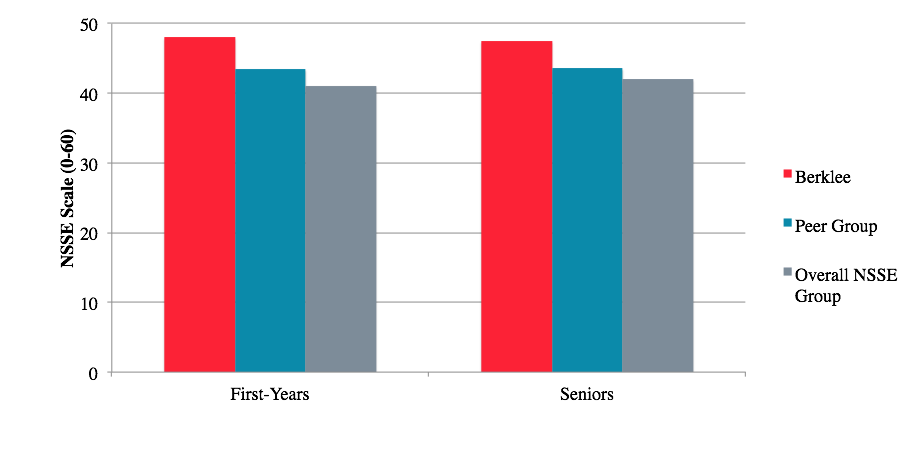 50
40
30
20
10
0
NSSE Scale (0-60)
First-Years
Seniors
Berklee
Peer Group
Overall NSSE
Group